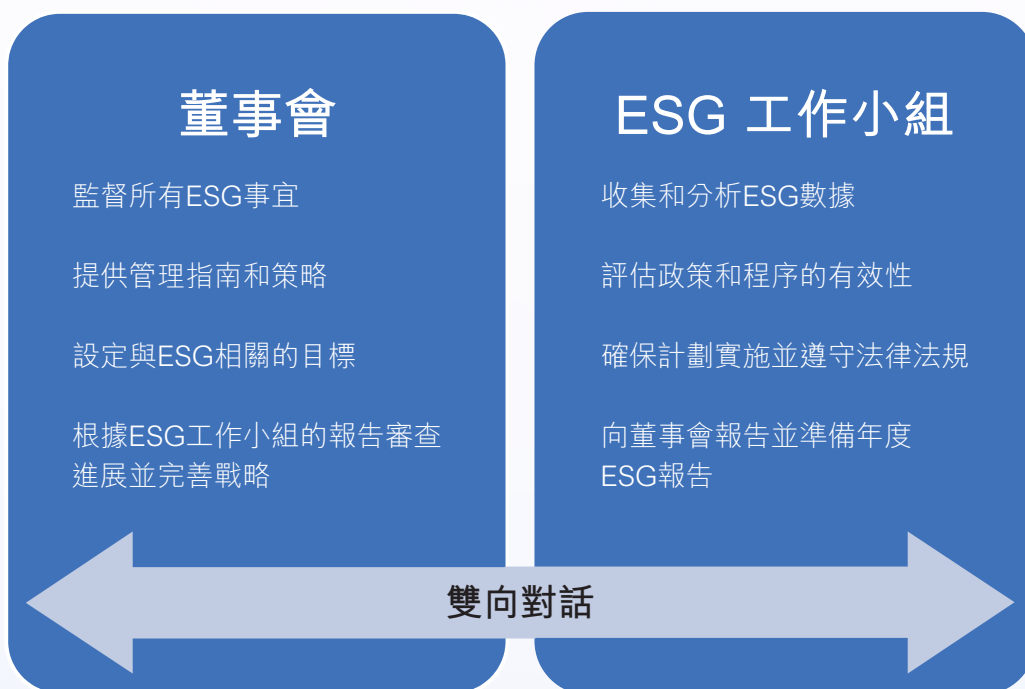 董事會
監督所有ESG事宜
提供管理指南和策略
設定與ESG相關的目標
根據ESG工作小組的報告審查
進展並完善戰略
ESG 工作小組
收集和分析ESG數據
評估政策和程序的有效性
確保計劃實施並遵守法律法規
向董事會報告並準備年度
ESG報告
雙向對話